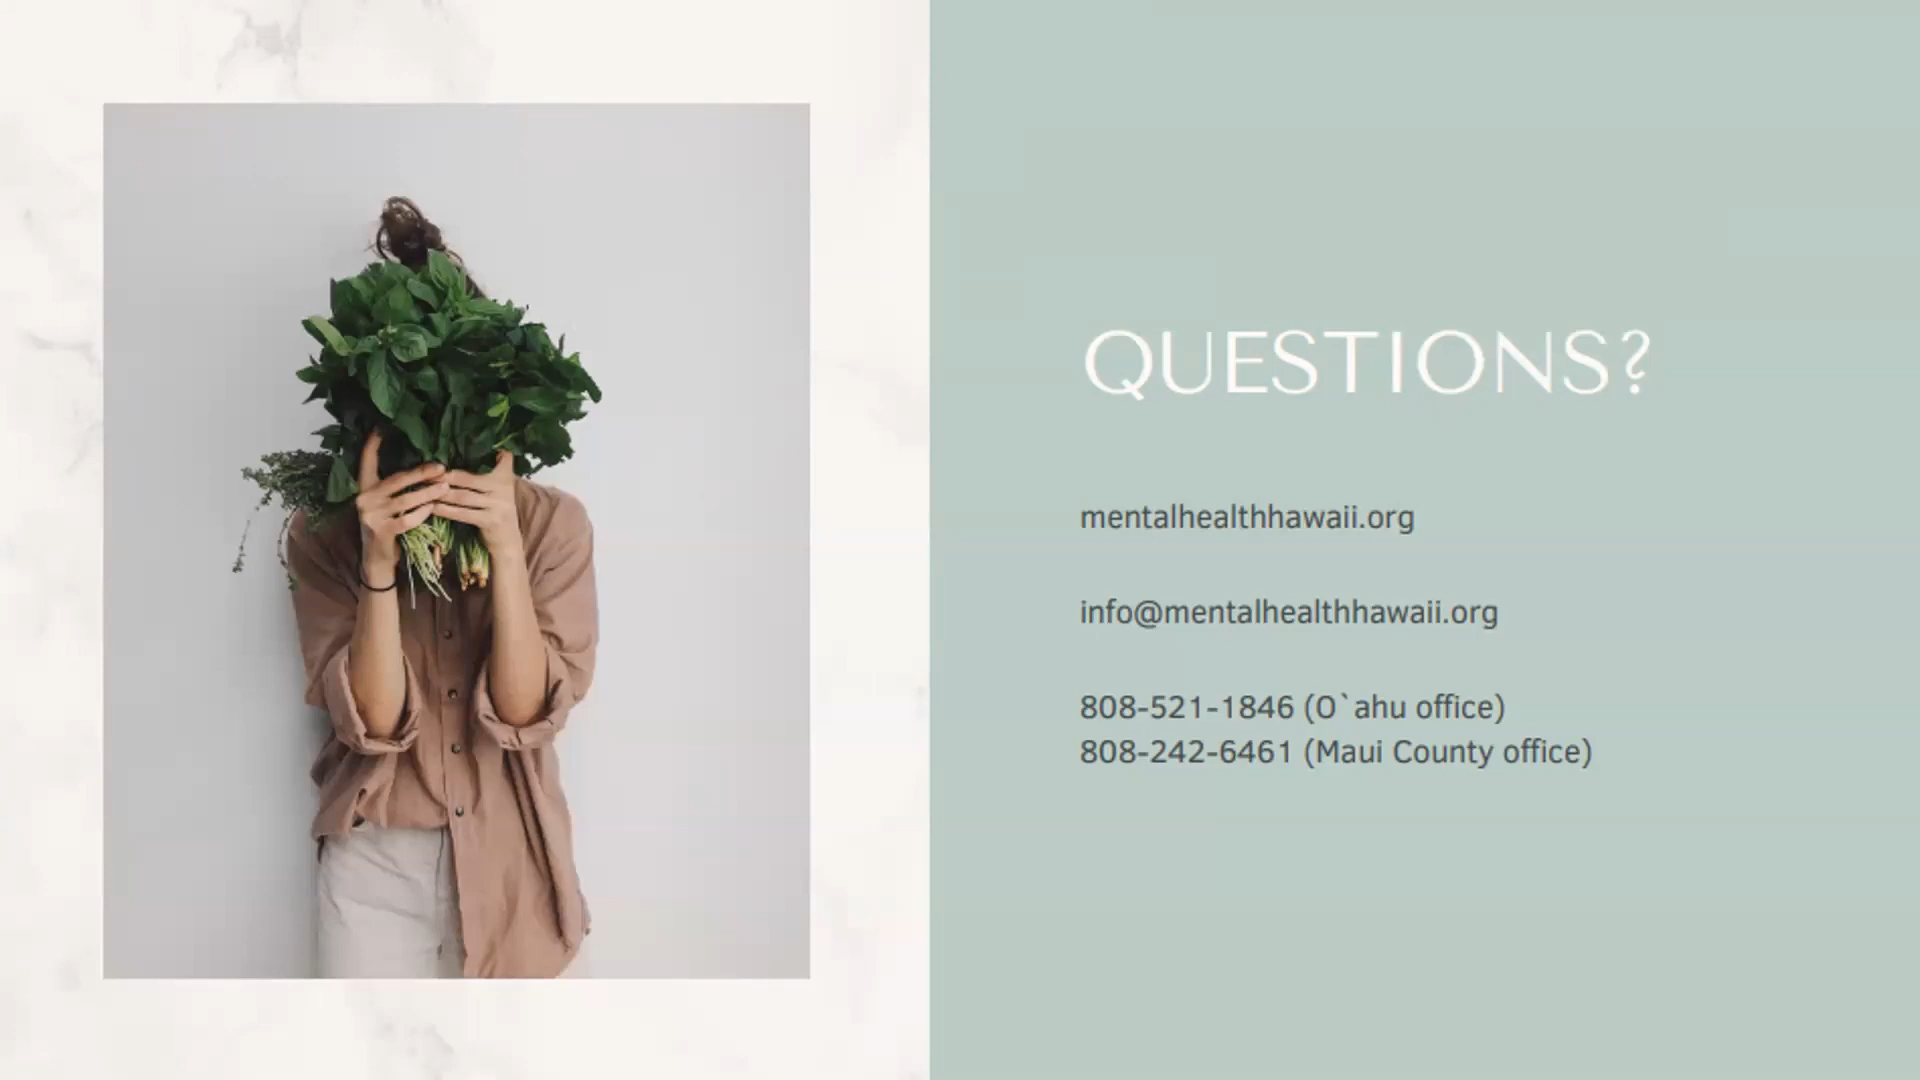 QUESTIONS?
mentalhealthhawaii.org
info@mentalhealthhawaii.org
808-521-1846 (O`ahu office)
808-242-6461 (Maui County office)